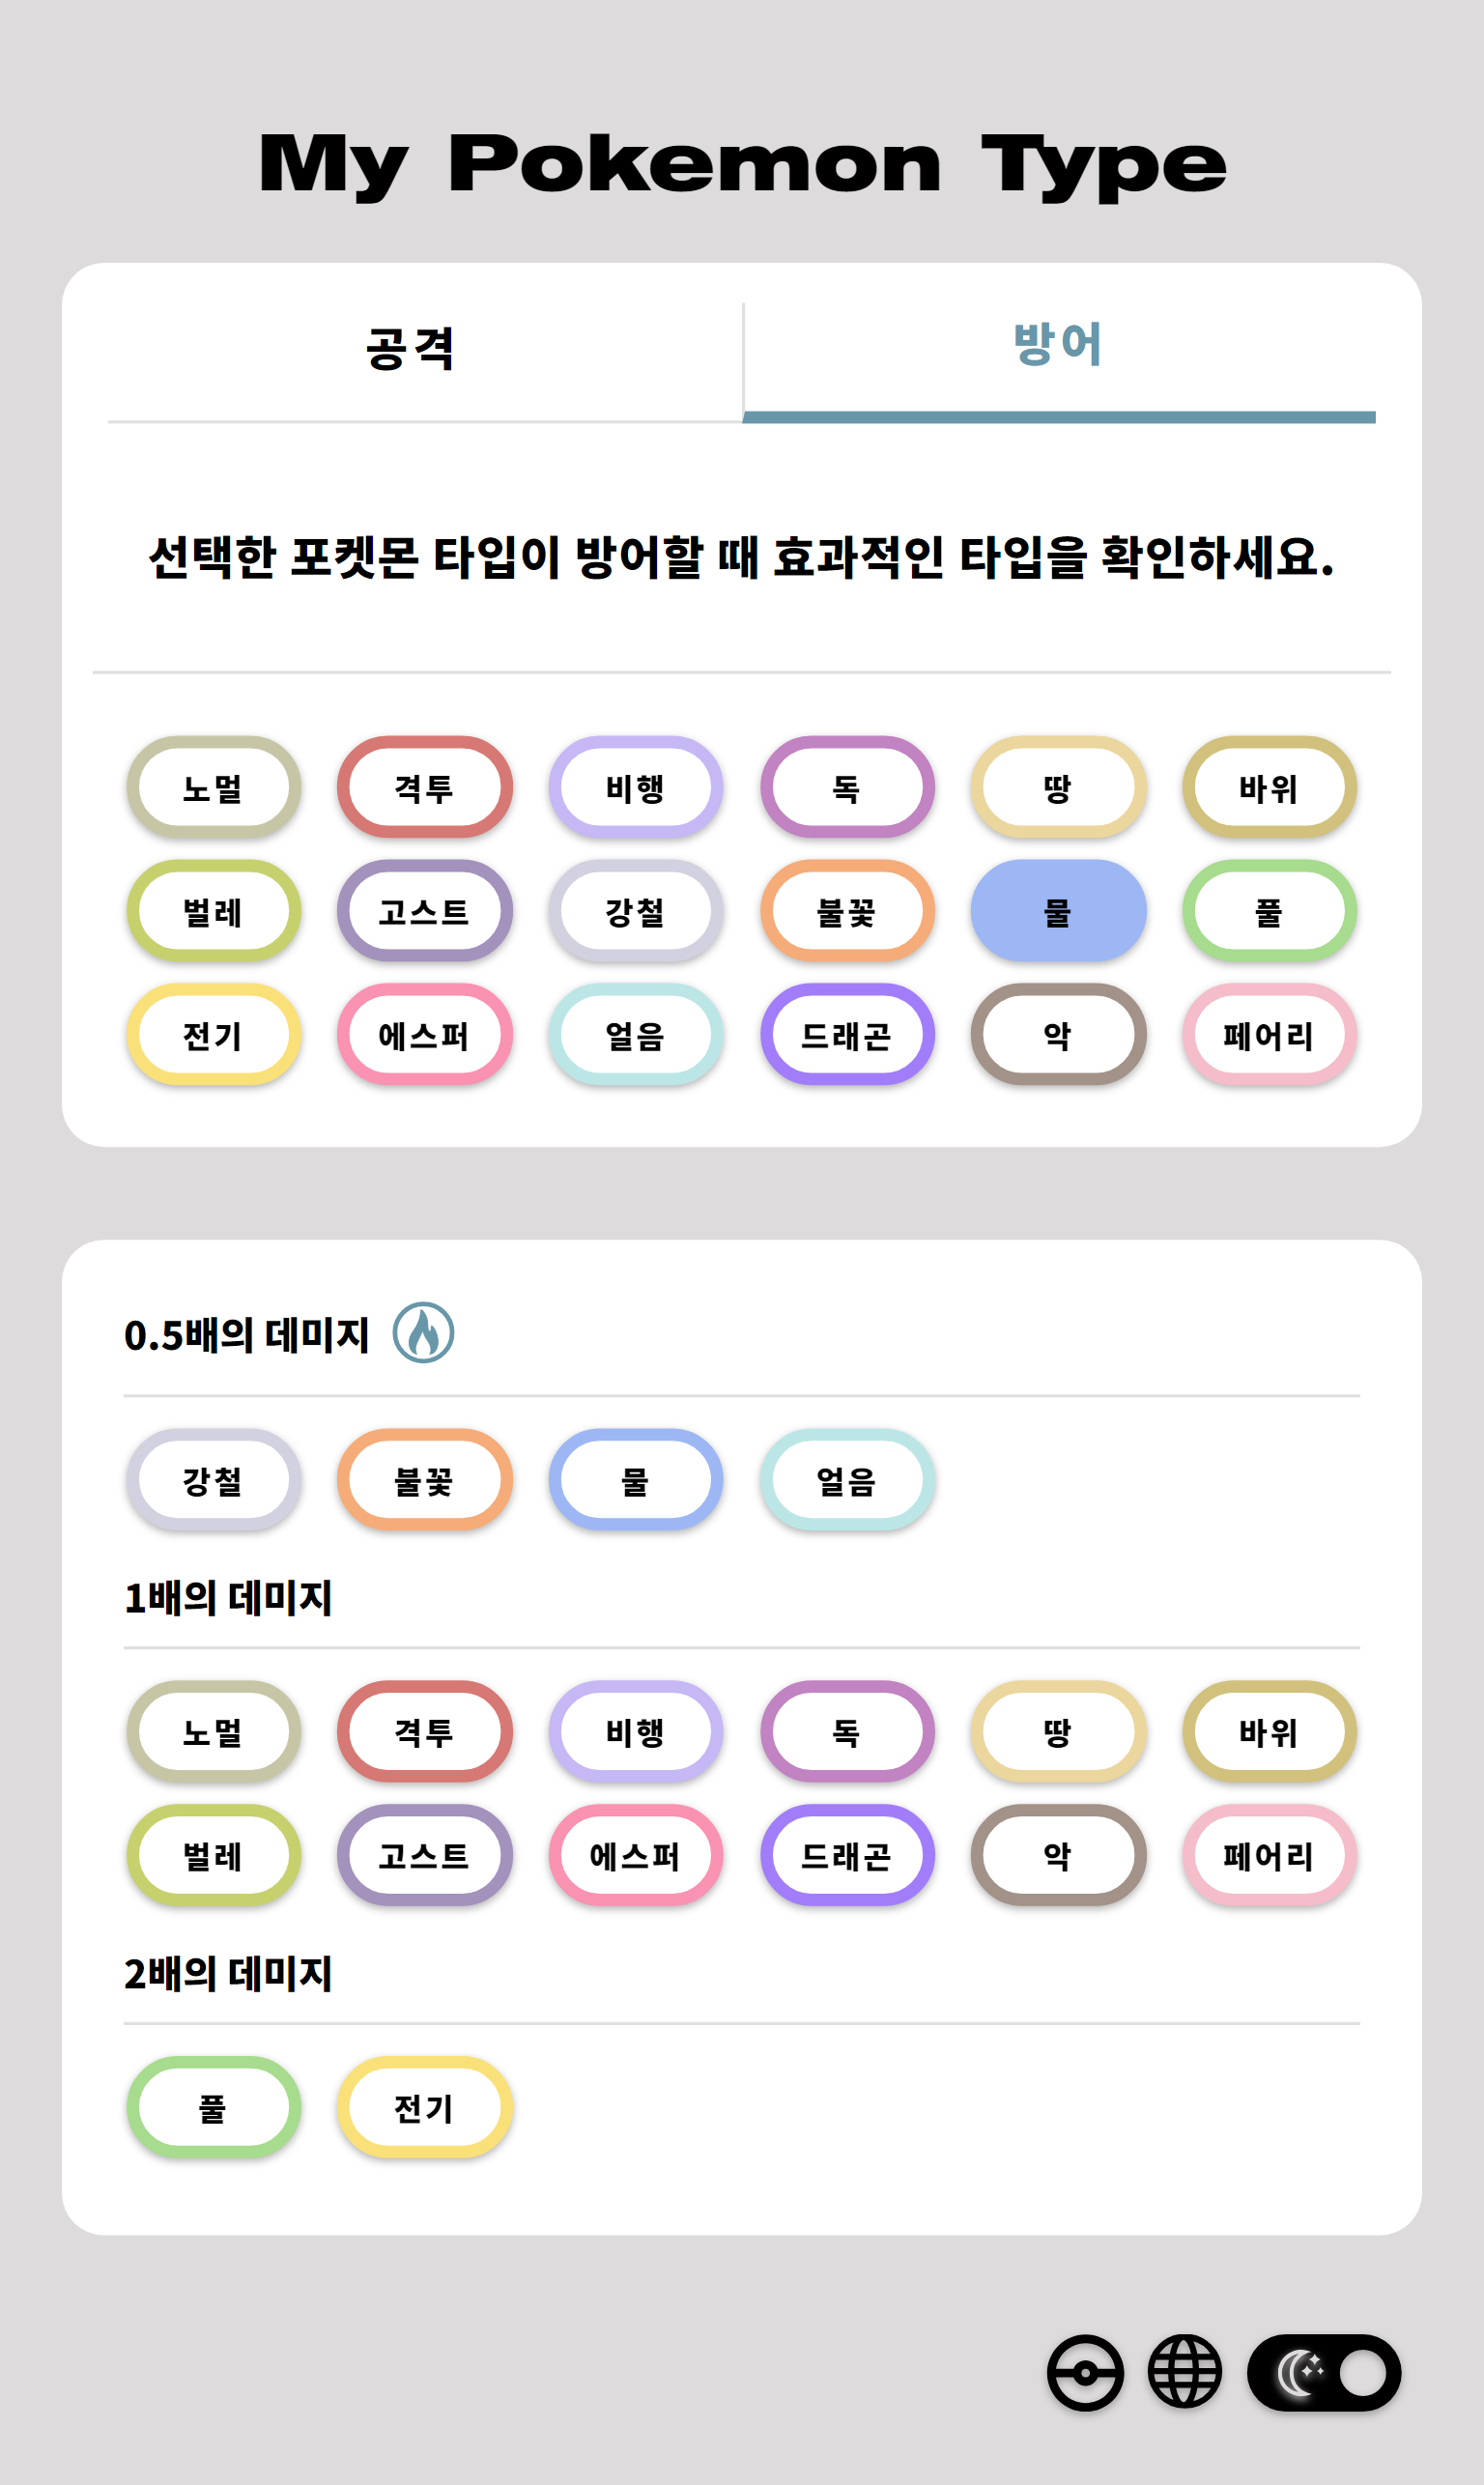 My Pokemon Type
공격 방어
선택한 포켓몬 타입이 방어할 때 효과적인 타입을 확인하세요.
노멀 격투 비행 독 땅 바위
벌레 고스트 강철 불꽃 물 풀
전기 에스퍼 얼음 드래곤 악 페어리
0.5배의 데미지
강철 불꽃 물 얼음
1배의 데미지
노멀 격투 비행 독 땅 바위
벌레 고스트 에스퍼 드래곤 악 페어리
2배의 데미지
풀 전기